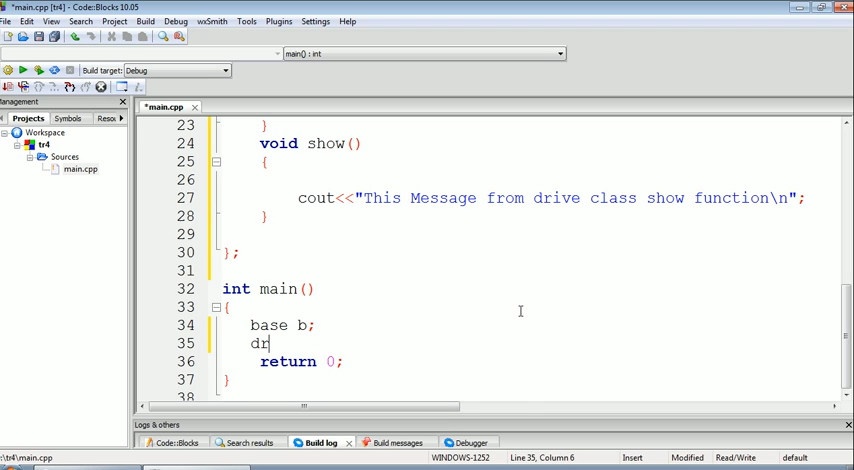 *main.cpp [tr4] - Code::Blocks 10.05
File Edit View Search Project Build Debug wxSmith Tools Plugins Settings Help
main() : int
Build target: Debug
Management
Projects Symbols Resou
Workspace
tr4
Sources
main.cpp
*main.cpp
23 }
24 void show()
25 {
26
27 cout<<"This Message from drive class show function\n";
28 }
29
30 };
31
32 int main()
33 {
34 base b;
35 dr
36 return 0;
37 }
38
Logs & others
Code::Blocks Search results Build log Build messages Debugger
:\tr4\main.cpp WINDOWS-1252 Line 35, Column 6 Insert Modified Read/Write default